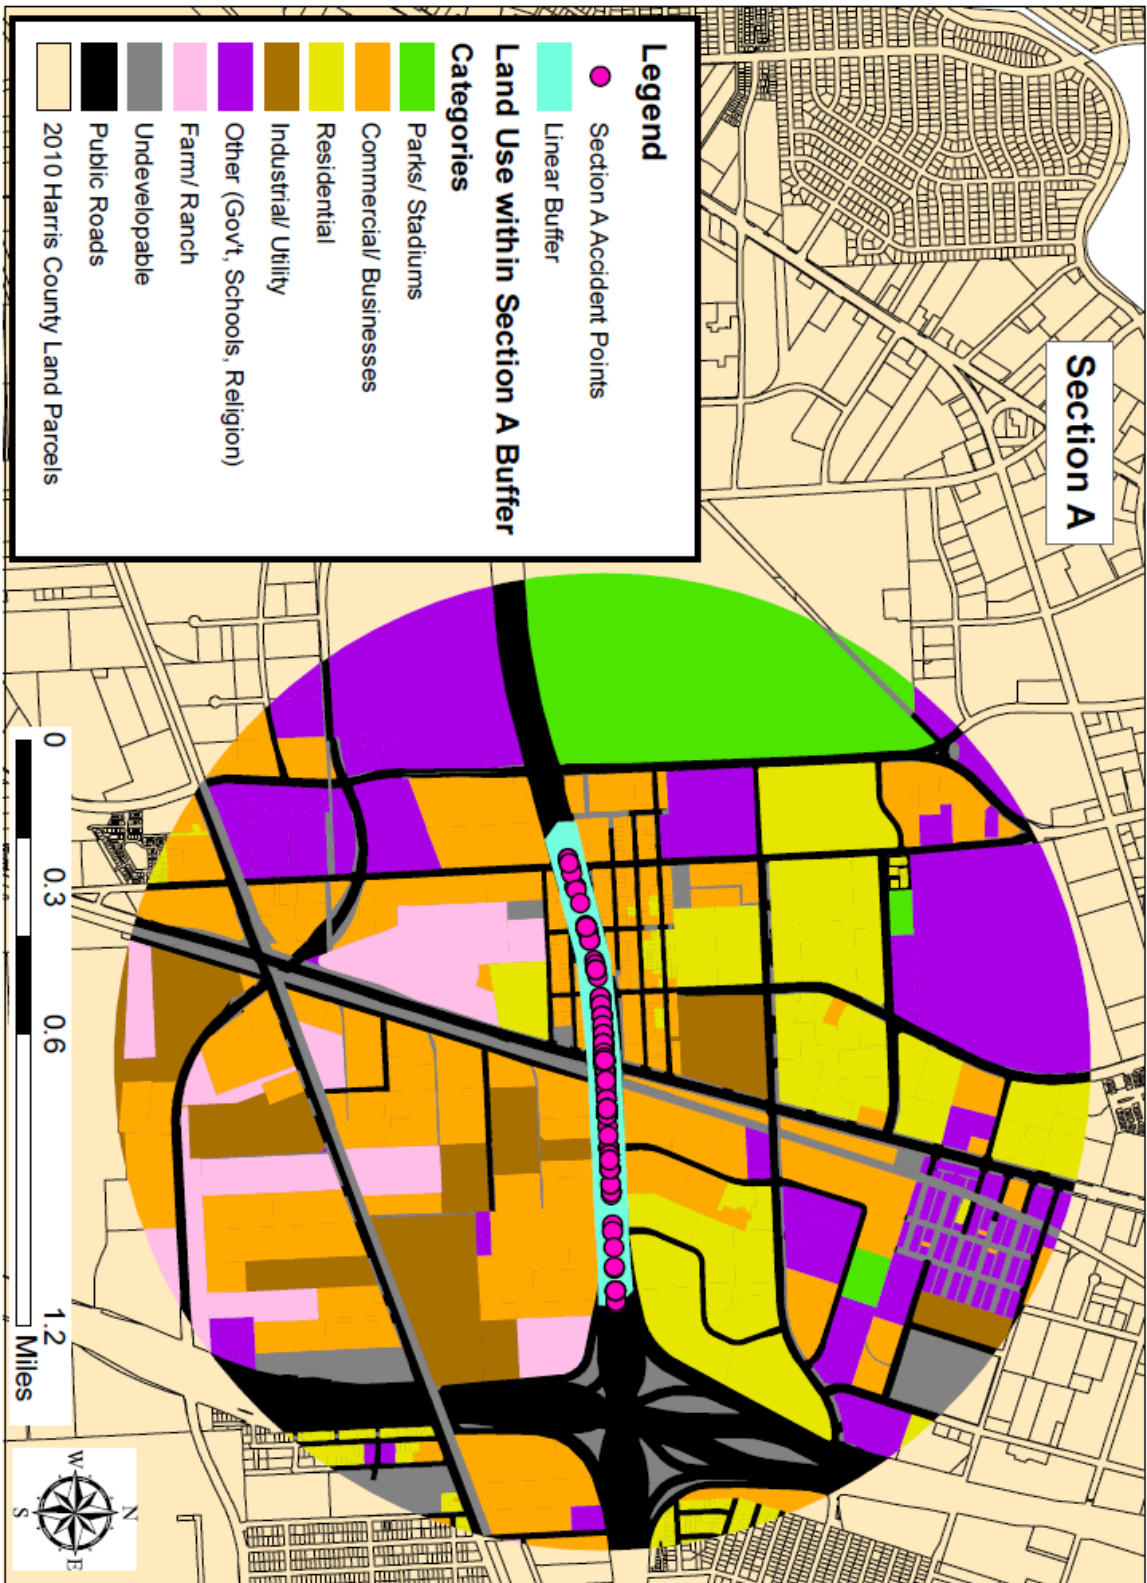 Section A
Legend
Section A Accident Points
Linear Buffer
Land Use within Section A Buffer
Categories
Parks/ Stadiums
Commercial/ Businesses
Residential
Industrial/ Utility
Other (Gov't, Schools, Religion)
Farm/ Ranch
Undevelopable
Public Roads
2010 Harris County Land Parcels
0 0.3 0.6 1.2
Miles
N
W E
S